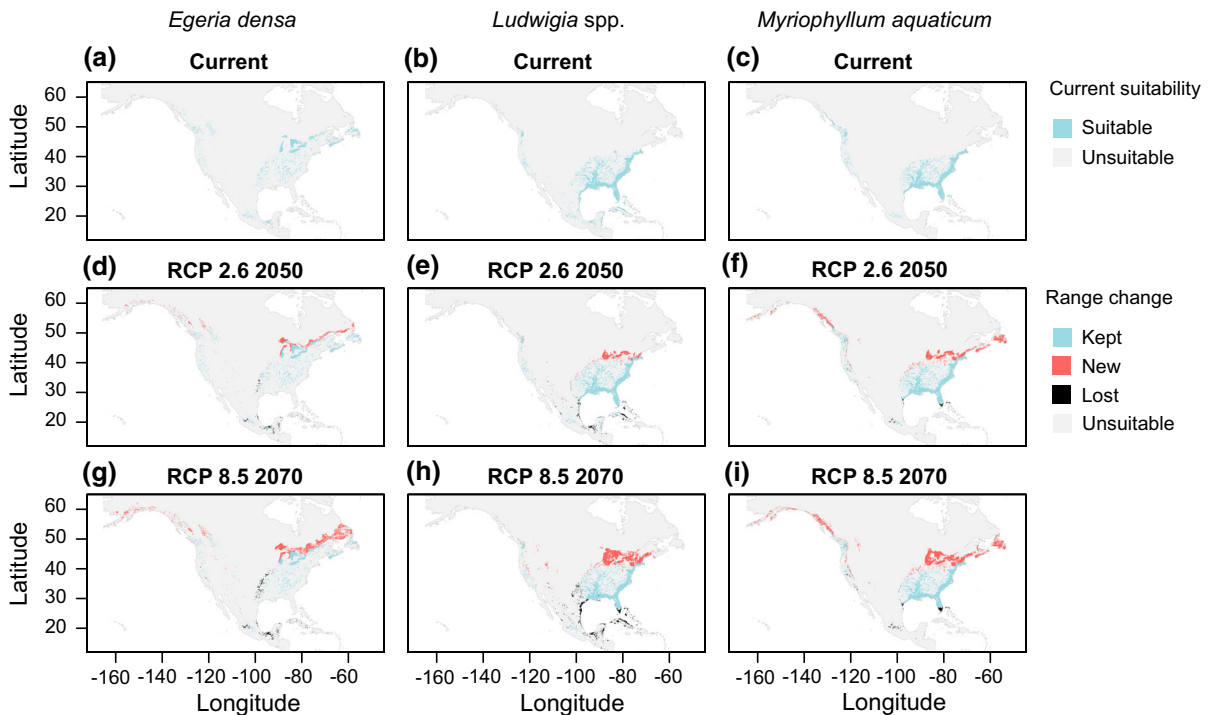 Egeria densa
Ludwigia spp.
Myriophyllum aquaticum
(a)
Current
(b)
Current
(c)
Current
Current suitability
Suitable
Unsuitable
60
50
40
30
20
Latitude
(d)
RCP 2.6 2050
(e)
RCP 2.6 2050
(f)
RCP 2.6 2050
Range change
Kept
New
Lost
Unsuitable
60
50
40
30
20
Latitude
(g)
RCP 8.5 2070
(h)
RCP 8.5 2070
(i)
RCP 8.5 2070
60
50
40
30
20
Latitude
-160 -140 -120 -100 -80 -60
-160 -140 -120 -100 -80 -60
-160 -140 -120 -100 -80 -60
Longitude
Longitude
Longitude